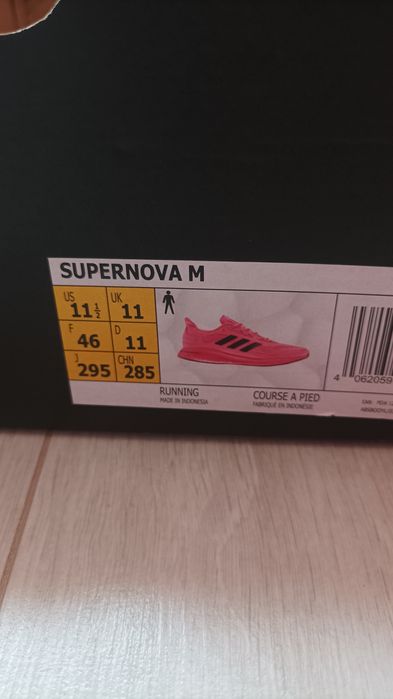 SUPERNOVA M
US 11½ UK 11
F 46 D 11
J 295 CHN 285
RUNNING
MADE IN INDONESIA
COURSE A PIED
FABRIQUÉ EN INDONÉSIE
4 062059